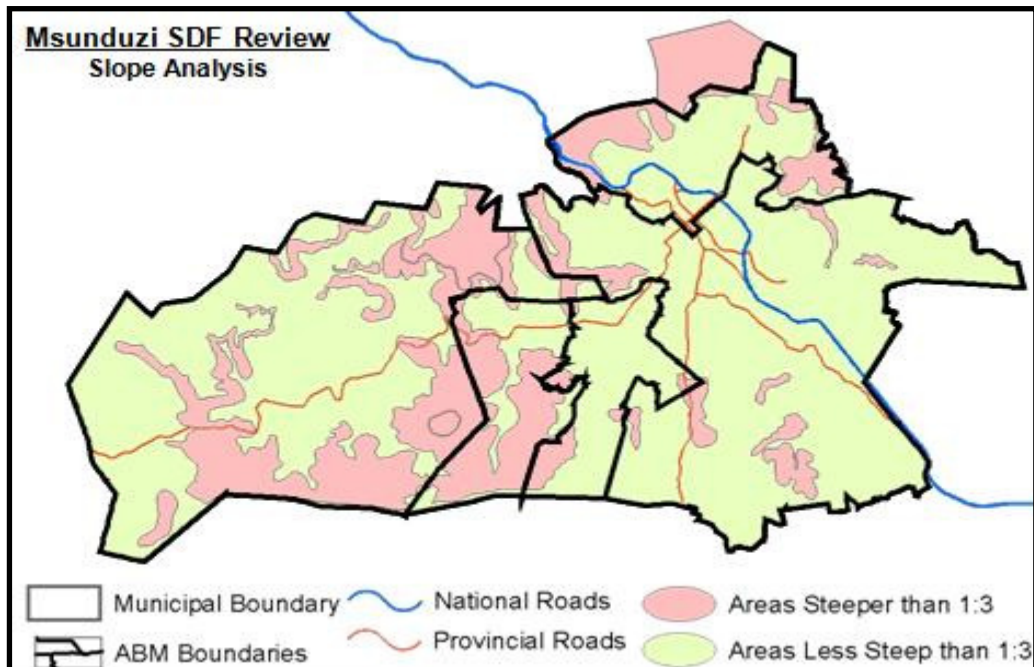 Msunduzi SDF Review
Slope Analysis
Municipal Boundary
National Roads
Areas Steeper than 1:3
ABM Boundaries
Provincial Roads
Areas Less Steep than 1:3